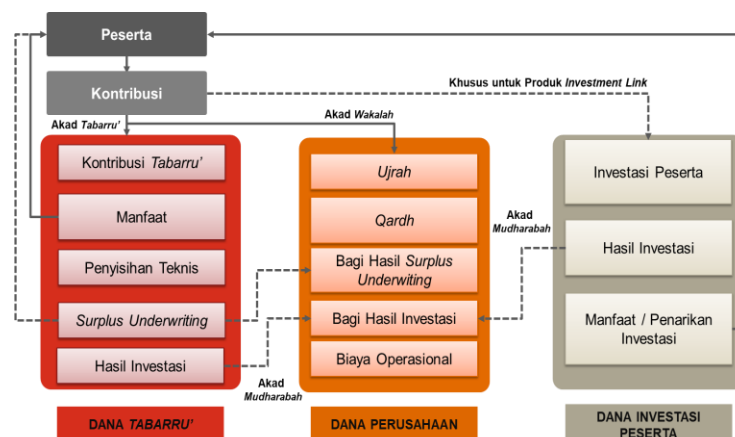 Peserta
Kontribusi
Khusus untuk Produk Investment Link
Akad Tabarru'
Akad Wakalah
Kontribusi Tabarru'
Manfaat
Penyisihan Teknis
Surplus Underwriting
Hasil Investasi
Ujrah
Qardh
Bagi Hasil Surplus
Underwiting
Bagi Hasil Investasi
Biaya Operasional
Akad
Mudharabah
Akad
Mudharabah
Investasi Peserta
Hasil Investasi
Manfaat / Penarikan
Investasi
DANA TABARRU'
DANA PERUSAHAAN
DANA INVESTASI
PESERTA